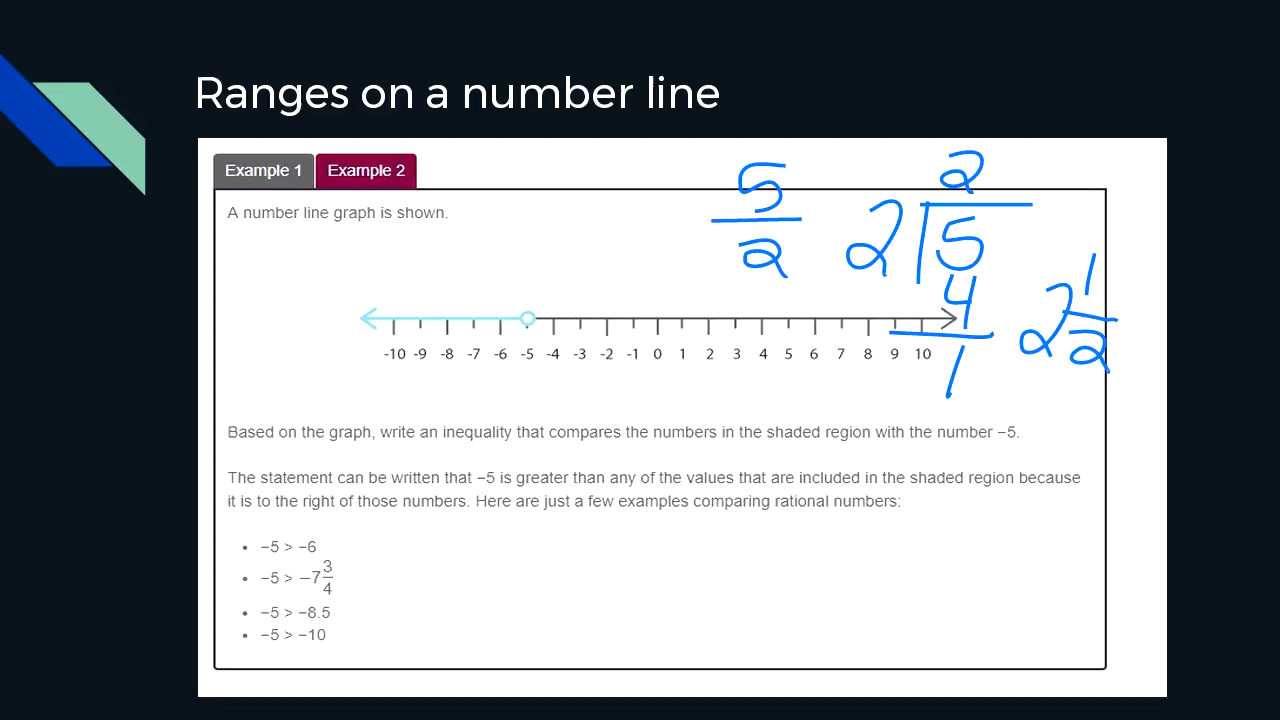 Ranges on a number line
Example 1 Example 2
A number line graph is shown.
5/2
2
2 5
4
1
2 1/2
-10 -9 -8 -7 -6 -5 -4 -3 -2 -1 0 1 2 3 4 5 6 7 8 9 10
Based on the graph, write an inequality that compares the numbers in the shaded region with the number −5.
The statement can be written that −5 is greater than any of the values that are included in the shaded region because
it is to the right of those numbers. Here are just a few examples comparing rational numbers:
• −5 > −6
• −5 > −7 3/4
• −5 > −8.5
• −5 > −10